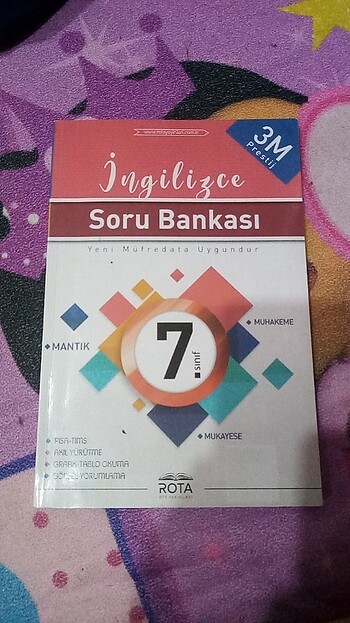 3M
Prestij
İngilizce
Soru Bankası
Yeni Müfredata Uygundur
MUHAKEME
MANTIK
7.
sınıf
MUKAYESE
PISA-TIMS
AKIL YÜRÜTME
GRAFİK-TABLO OKUMA
GÖRSEL YORUMLAMA
ROTA